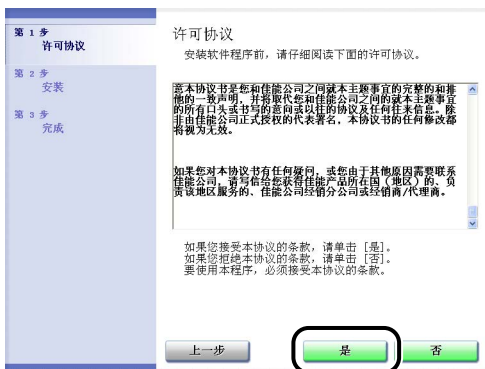 第 1 步
许可协议
第 2 步
安装
第 3 步
完成
许可协议
安装软件程序前，请仔细阅读下面的许可协议。
意本协议书是您和佳能公司之间就本主题事宜的完整的和排
他的一致声明，并将取代您和佳能公司之间的就本主题事宜
的所有口头或书写的意向或以往的协议及任何往来信息。除
非由佳能公司正式授权的代表署名，本协议书的任何修改都
将视为无效。
如果您对本协议书有任何疑问，或您由于其他原因需要联系
佳能公司，请写信给您获得佳能产品所在国（地区）的、负
责该地区服务的、佳能公司经销分公司或经销商/代理商。
如果您接受本协议的条款，请单击 [是]。
如果您拒绝本协议的条款，请单击 [否]。
要使用本程序，必须接受本协议的条款。
上一步
是
否